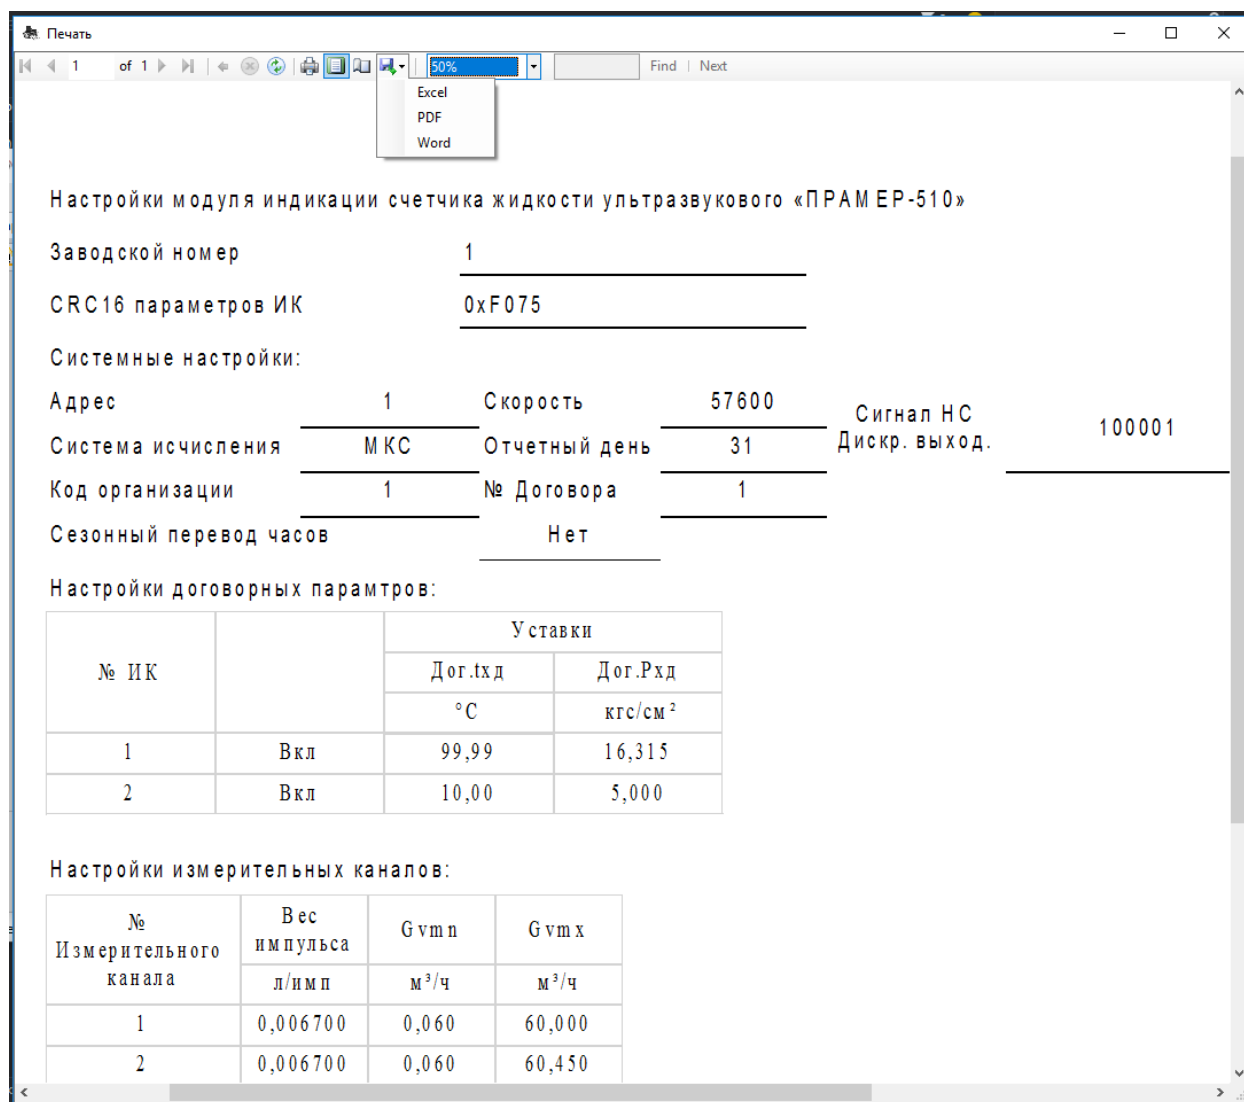 Печать
1 of 1 50% Find | Next
Excel
PDF
Word
Настройки модуля индикации счетчика жидкости ультразвукового «ПРАМЕР-510»
Заводской номер 1
CRC16 параметров ИК 0xF075
Системные настройки:
Адрес 1 Скорость 57600 Сигнал НС
Дискр. выход. 100001
Система исчисления МКС Отчетный день 31
Код организации 1 № Договора 1
Сезонный перевод часов Нет
Настройки договорных парамтров:
№ ИК Уставки
Дог.tхд Дог.Рхд
°C кгс/см²
1 Вкл 99,99 16,315
2 Вкл 10,00 5,000
Настройки измерительных каналов:
№ Измерительного канала Вес импульса Gvmn Gvmx
л/имп м³/ч м³/ч
1 0,006700 0,060 60,000
2 0,006700 0,060 60,450